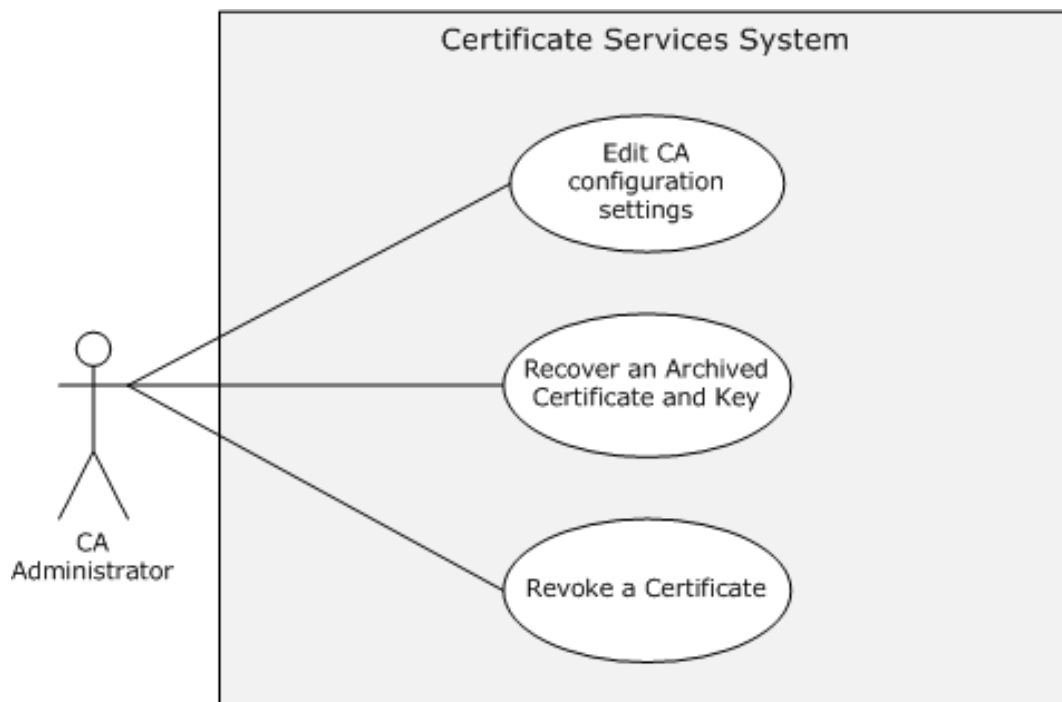 Certificate Services System
Edit CA
configuration
settings
Recover an Archived
Certificate and Key
Revoke a Certificate
CA
Administrator